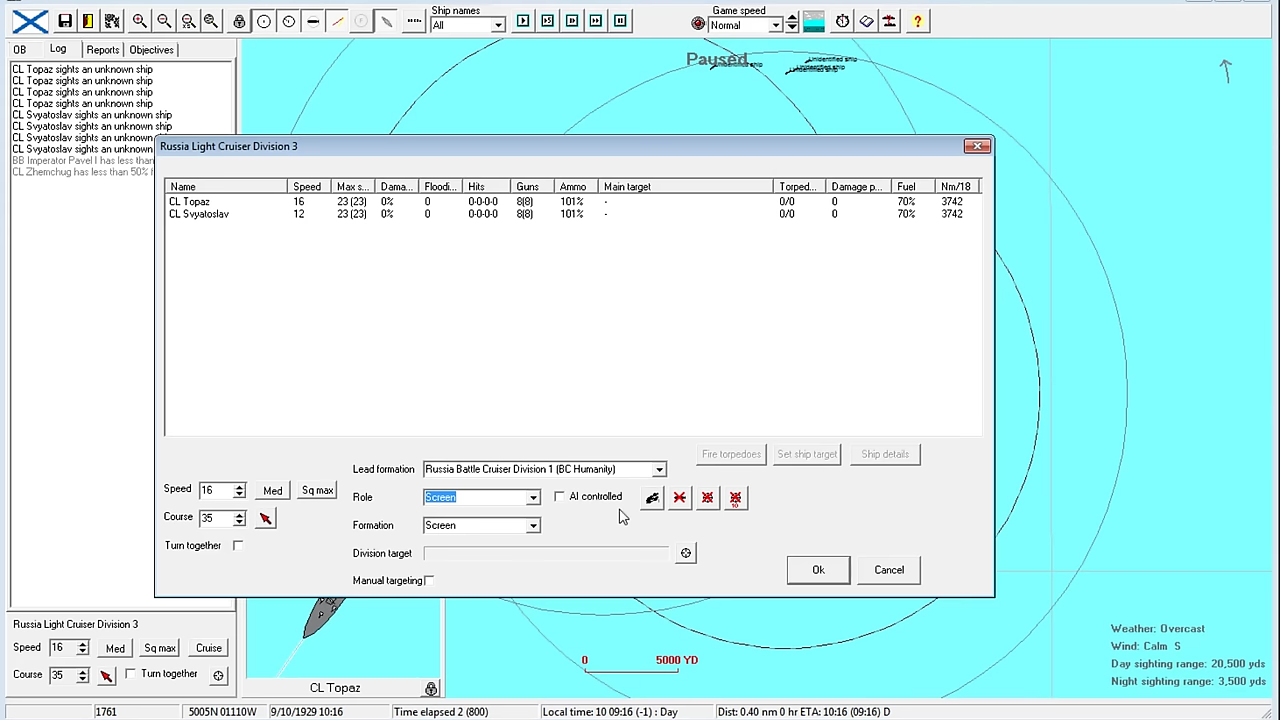 Ship names
All
Game speed
Normal
?
OB Log Reports Objectives
Paused
Unidentified ship
Unidentified ship
Unidentified ship
CL Topaz sights an unknown ship
CL Topaz sights an unknown ship
CL Topaz sights an unknown ship
CL Topaz sights an unknown ship
CL Svyatoslav sights an unknown ship
CL Svyatoslav sights an unknown ship
CL Svyatoslav sights an unknown
CL Svyatoslav sights an unknown
BB Imperator Pavel I has less than
CL Zhemchug has less than 50%
Russia Light Cruiser Division 3
Name Speed Max s... Dama... Floodi... Hits Guns Ammo Main target Torped... Damage p... Fuel Nm/18
CL Topaz 16 23 (23) 0% 0 0-0-0-0 8(8) 101% - 0/0 0 70% 3742
CL Svyatoslav 12 23 (23) 0% 0 0-0-0-0 8(8) 101% - 0/0 0 70% 3742
Fire torpedoes Set ship target Ship details
Lead formation Russia Battle Cruiser Division 1 (BC Humanity)
Speed 16 Med Sq max
Role Screen AI controlled
10
Course 35
Formation Screen
Turn together
Division target
Manual targeting
Ok Cancel
Russia Light Cruiser Division 3
Speed 16 Med Sq max Cruise
Course 35 Turn together
CL Topaz
0 5000 YD
Weather: Overcast
Wind: Calm S
Day sighting range: 20,500 yds
Night sighting range: 3,500 yds
1761 5005N 01110W 9/10/1929 10:16 Time elapsed 2 (800) Local time: 10 09:16 (-1) : Day Dist: 0.40 nm 0 hr ETA: 10:16 (09:16) D